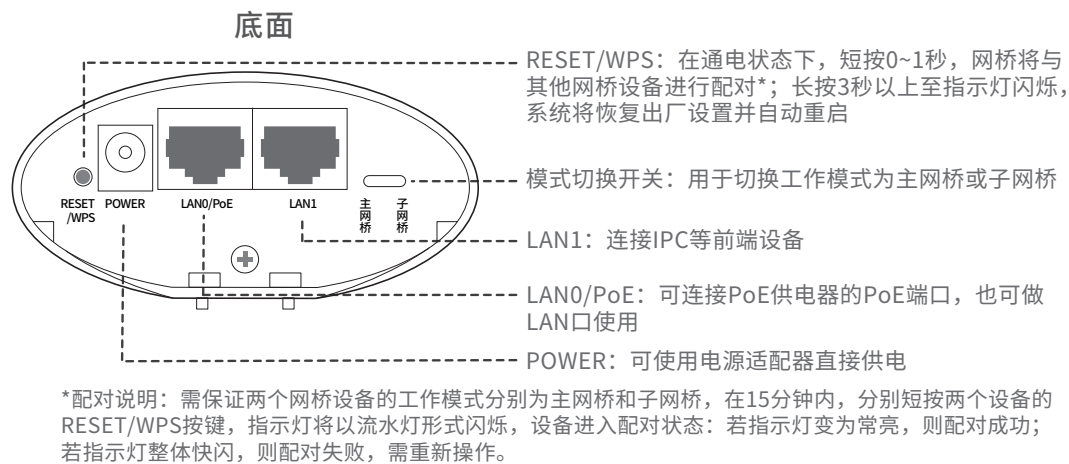 底面
RESET/WPS：在通电状态下，短按0~1秒，网桥将与
其他网桥设备进行配对*；长按3秒以上至指示灯闪烁，
系统将恢复出厂设置并自动重启
模式切换开关：用于切换工作模式为主网桥或子网桥
RESET
/WPS
POWER
LAN0/PoE
LAN1
主网桥
子网桥
LAN1：连接IPC等前端设备
LAN0/PoE：可连接PoE供电器的PoE端口，也可做
LAN口使用
POWER：可使用电源适配器直接供电
*配对说明：需保证两个网桥设备的工作模式分别为主网桥和子网桥，在15分钟内，分别短按两个设备的
RESET/WPS按键，指示灯将以流水灯形式闪烁，设备进入配对状态：若指示灯变为常亮，则配对成功；
若指示灯整体快闪，则配对失败，需重新操作。